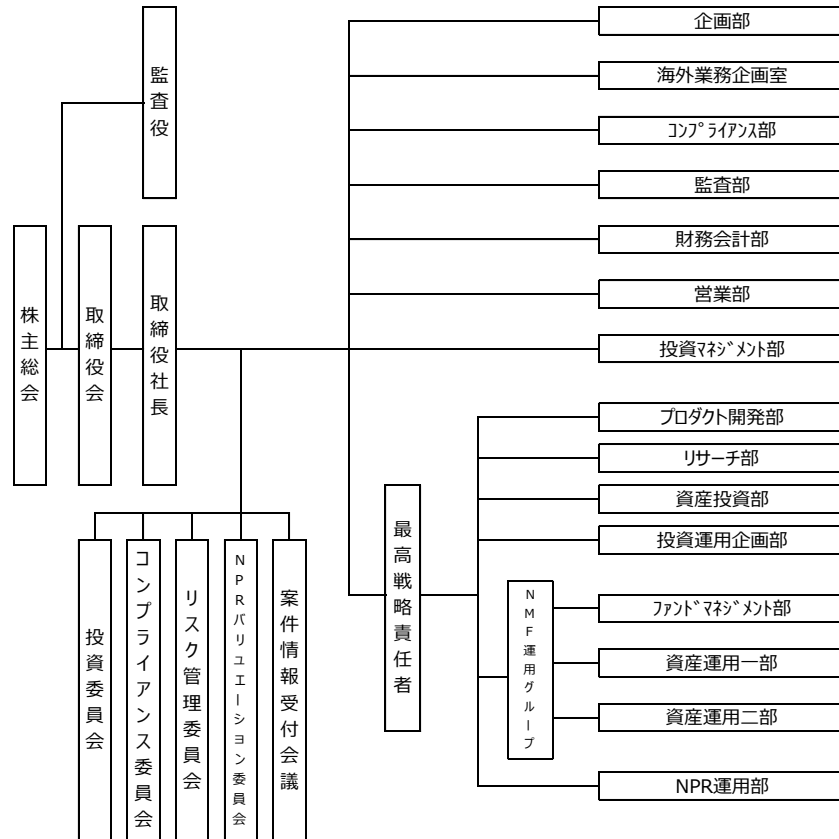 監査役
株主総会
取締役会
取締役社長
企画部
海外業務企画室
ｺﾝﾌﾟﾗｲｱﾝｽ部
監査部
財務会計部
営業部
投資ﾏﾈｼﾞﾒﾝﾄ部
最高戦略責任者
プロダクト開発部
リサーチ部
資産投資部
投資運用企画部
NMF運用グループ
ﾌｧﾝﾄﾞﾏﾈｼﾞﾒﾝﾄ部
資産運用一部
資産運用二部
NPR運用部
投資委員会
コンプライアンス委員会
リスク管理委員会
NPRバリュエーション委員会
案件情報受付会議